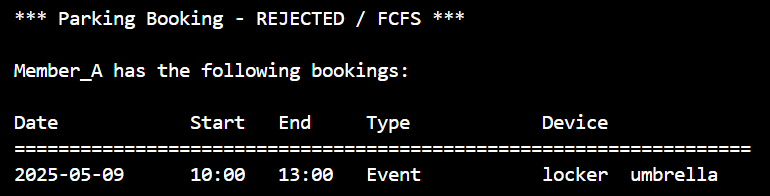 *** Parking Booking - REJECTED / FCFS ***
Member_A has the following bookings:
Date Start End Type Device
===================================================================
2025-05-09 10:00 13:00 Event locker umbrella